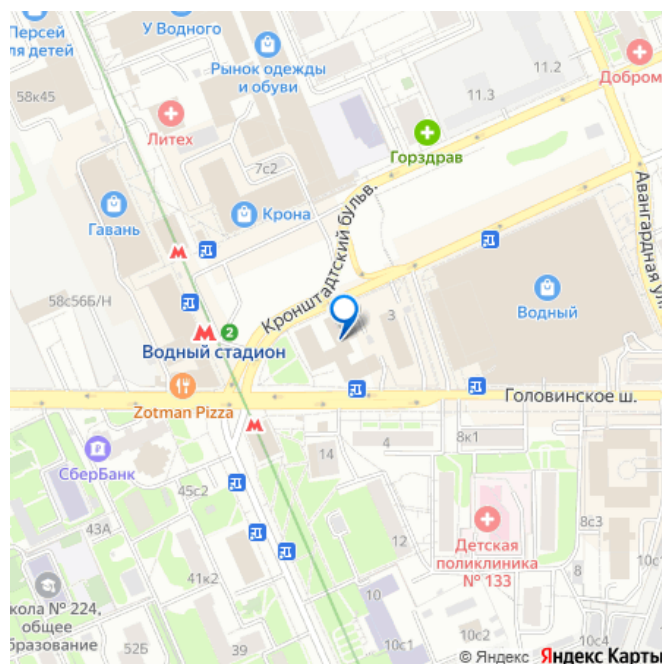 Персей
ля детей
У Водного
Рынок одежды
и обуви
11.2
Добром
58к45
11.3
Литех
Горздрав
7с2
Гавань
Крона
Кронштадтский бульв.
Авангардная ул
М
58с56Б/Н
М 2
Водный стадион
3
Водный
Zotman Pizza
Головинское ш.
М
СберБанк
14
4
8к1
45с2
43А
Детская
поликлиника
№ 133
8с3
12
10с1
41к2
кола № 224,
общее
бразование
10
52Б
39
10к1
10с2
10с4
© Яндекс Яндекс Карты